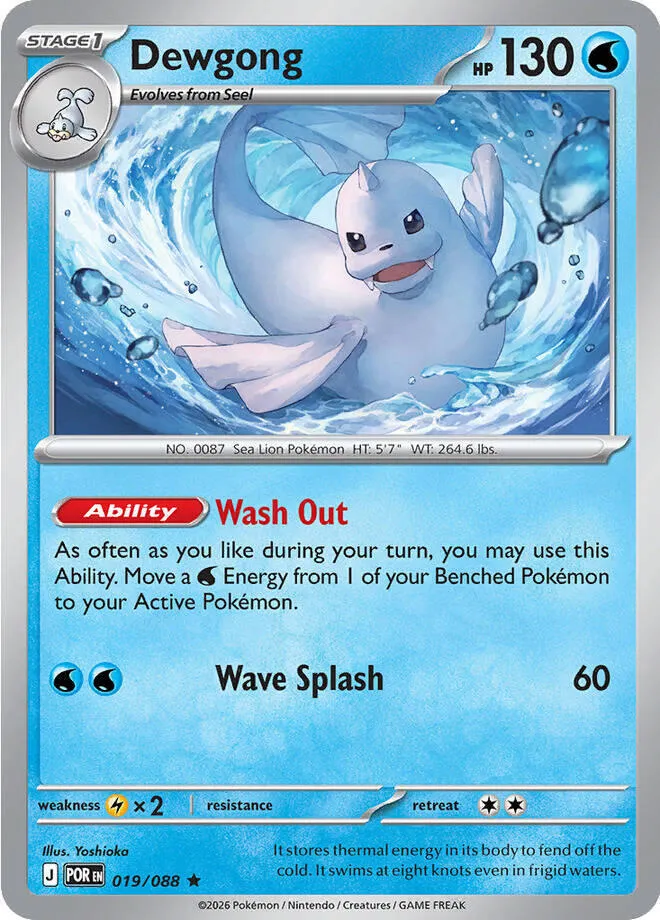 STAGE 1
Dewgong
HP 130
Evolves from Seel
NO. 0087 Sea Lion Pokémon HT: 5'7" WT: 264.6 lbs.
Ability Wash Out
As often as you like during your turn, you may use this
Ability. Move a Energy from 1 of your Benched Pokémon
to your Active Pokémon.
Wave Splash 60
weakness ×2 resistance retreat
Illus. Yoshioka
It stores thermal energy in its body to fend off the
cold. It swims at eight knots even in frigid waters.
J POR EN 019/088 ★
©2026 Pokémon / Nintendo / Creatures / GAME FREAK